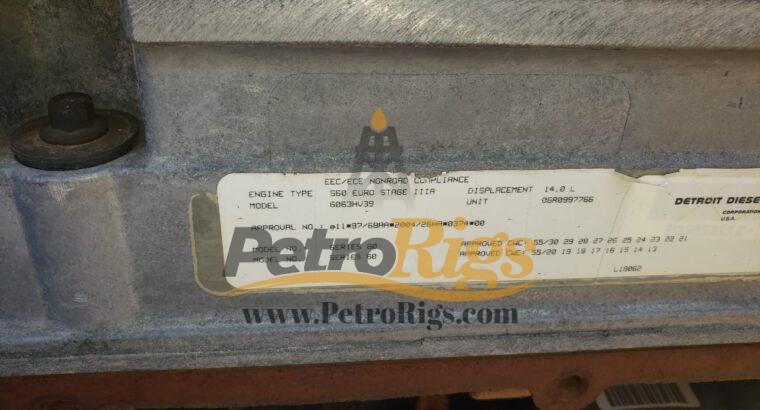 EEC/ECE NONROAD COMPLIANCE
ENGINE TYPE S60 EURO STAGE IIIA DISPLACEMENT 14.0 L
MODEL 6063HV39 UNIT 06R0997766
DETROIT DIESE
CORPORATION
U.S.A.
APPROVAL NO.: e11*97/68AA*2004/26*0374*00
MODEL NO. SERIES 60 APPROVED CWC: 55/30 29 28 27 26 25 24 23 22 21
MODEL NO. SERIES 60 APPROVED CWC: 55/20 19 18 17 16 15 14 13
L18062
PetroRigs
www.PetroRigs.com